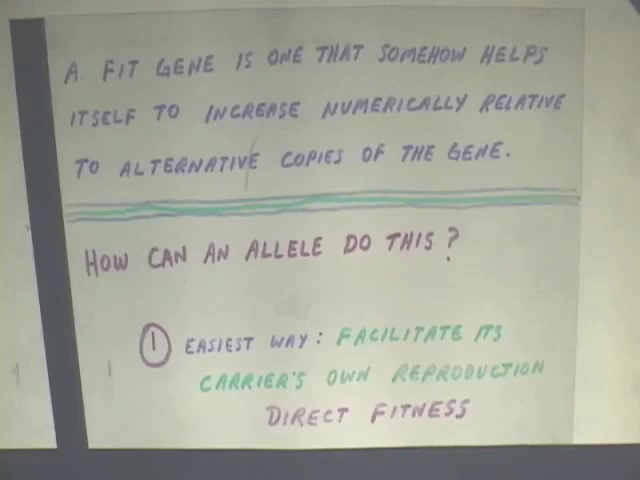 A FIT GENE IS ONE THAT SOMEHOW HELPS
ITSELF TO INCREASE NUMERICALLY RELATIVE
TO ALTERNATIVE COPIES OF THE GENE.
HOW CAN AN ALLELE DO THIS?
1 EASIEST WAY: FACILITATE ITS
CARRIER'S OWN REPRODUCTION
DIRECT FITNESS